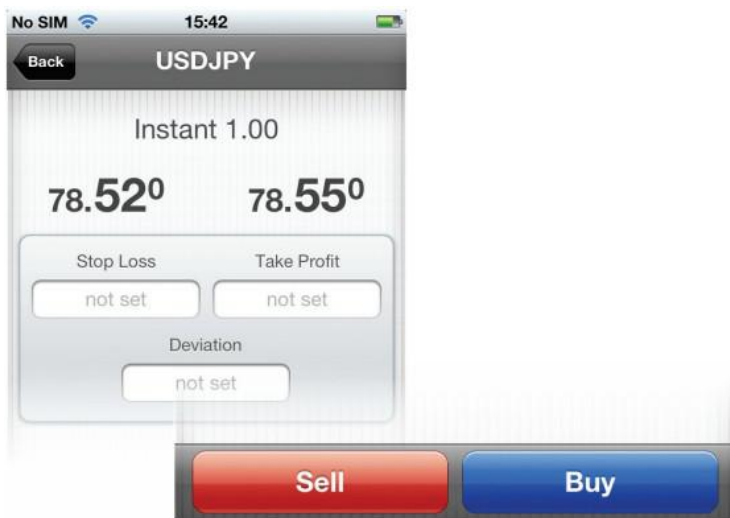 No SIM 15:42
Back USDJPY
Instant 1.00
78.520 78.550
Stop Loss Take Profit
not set not set
Deviation
not set
Sell Buy